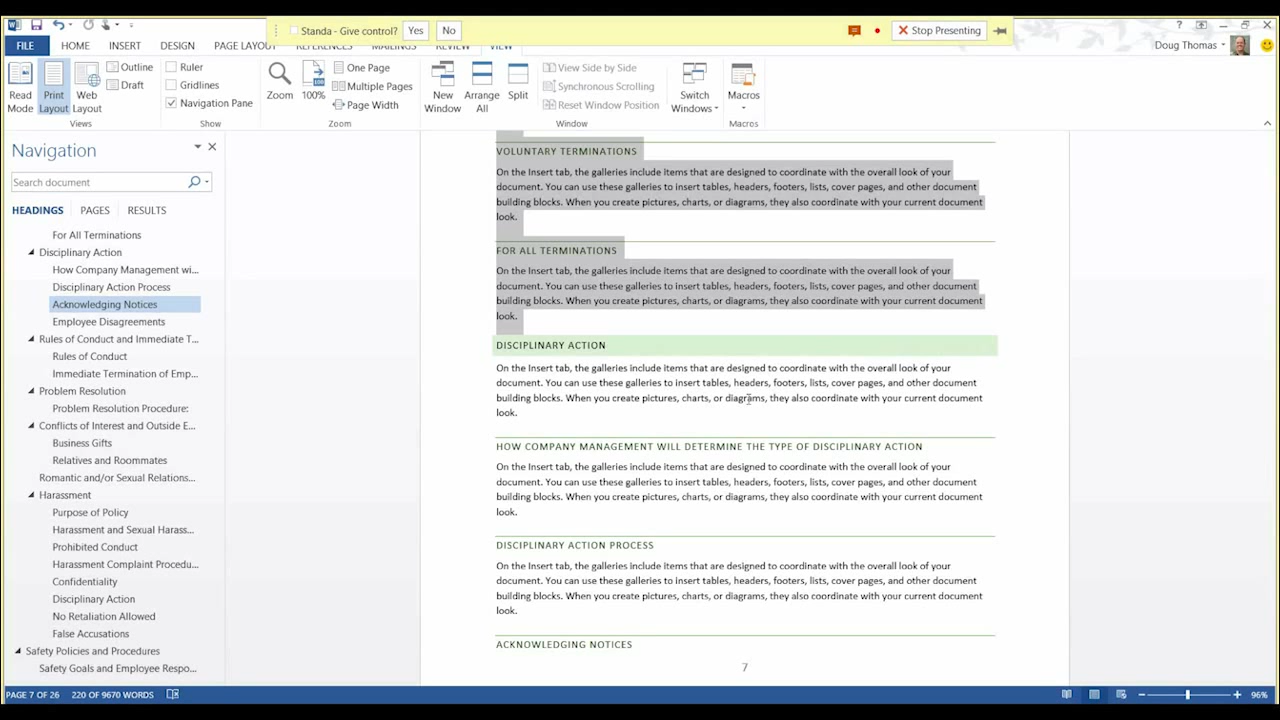 Standa - Give control? Yes No Stop Presenting
FILE HOME INSERT DESIGN PAGE LAYOUT REFERENCES MAILINGS REVIEW VIEW Doug Thomas
Read Mode
Print Layout
Web Layout
Outline
Draft
Views
Ruler
Gridlines
Navigation Pane
Show
Zoom
100%
One Page
Multiple Pages
Page Width
Zoom
New Window
Arrange All
Split
View Side by Side
Synchronous Scrolling
Reset Window Position
Window
Switch Windows
Macros
Macros
Navigation
Search document
HEADINGS PAGES RESULTS
For All Terminations
Disciplinary Action
How Company Management wi...
Disciplinary Action Process
Acknowledging Notices
Employee Disagreements
Rules of Conduct and Immediate T...
Rules of Conduct
Immediate Termination of Emp...
Problem Resolution
Problem Resolution Procedure:
Conflicts of Interest and Outside E...
Business Gifts
Relatives and Roommates
Romantic and/or Sexual Relations...
Harassment
Purpose of Policy
Harassment and Sexual Harass...
Prohibited Conduct
Harassment Complaint Procedu...
Confidentiality
Disciplinary Action
No Retaliation Allowed
False Accusations
Safety Policies and Procedures
Safety Goals and Employee Respo...
VOLUNTARY TERMINATIONS
On the Insert tab, the galleries include items that are designed to coordinate with the overall look of your
document. You can use these galleries to insert tables, headers, footers, lists, cover pages, and other document
building blocks. When you create pictures, charts, or diagrams, they also coordinate with your current document
look.
FOR ALL TERMINATIONS
On the Insert tab, the galleries include items that are designed to coordinate with the overall look of your
document. You can use these galleries to insert tables, headers, footers, lists, cover pages, and other document
building blocks. When you create pictures, charts, or diagrams, they also coordinate with your current document
look.
DISCIPLINARY ACTION
On the Insert tab, the galleries include items that are designed to coordinate with the overall look of your
document. You can use these galleries to insert tables, headers, footers, lists, cover pages, and other document
building blocks. When you create pictures, charts, or diagrams, they also coordinate with your current document
look.
HOW COMPANY MANAGEMENT WILL DETERMINE THE TYPE OF DISCIPLINARY ACTION
On the Insert tab, the galleries include items that are designed to coordinate with the overall look of your
document. You can use these galleries to insert tables, headers, footers, lists, cover pages, and other document
building blocks. When you create pictures, charts, or diagrams, they also coordinate with your current document
look.
DISCIPLINARY ACTION PROCESS
On the Insert tab, the galleries include items that are designed to coordinate with the overall look of your
document. You can use these galleries to insert tables, headers, footers, lists, cover pages, and other document
building blocks. When you create pictures, charts, or diagrams, they also coordinate with your current document
look.
ACKNOWLEDGING NOTICES
7
PAGE 7 OF 26 220 OF 9670 WORDS 96%